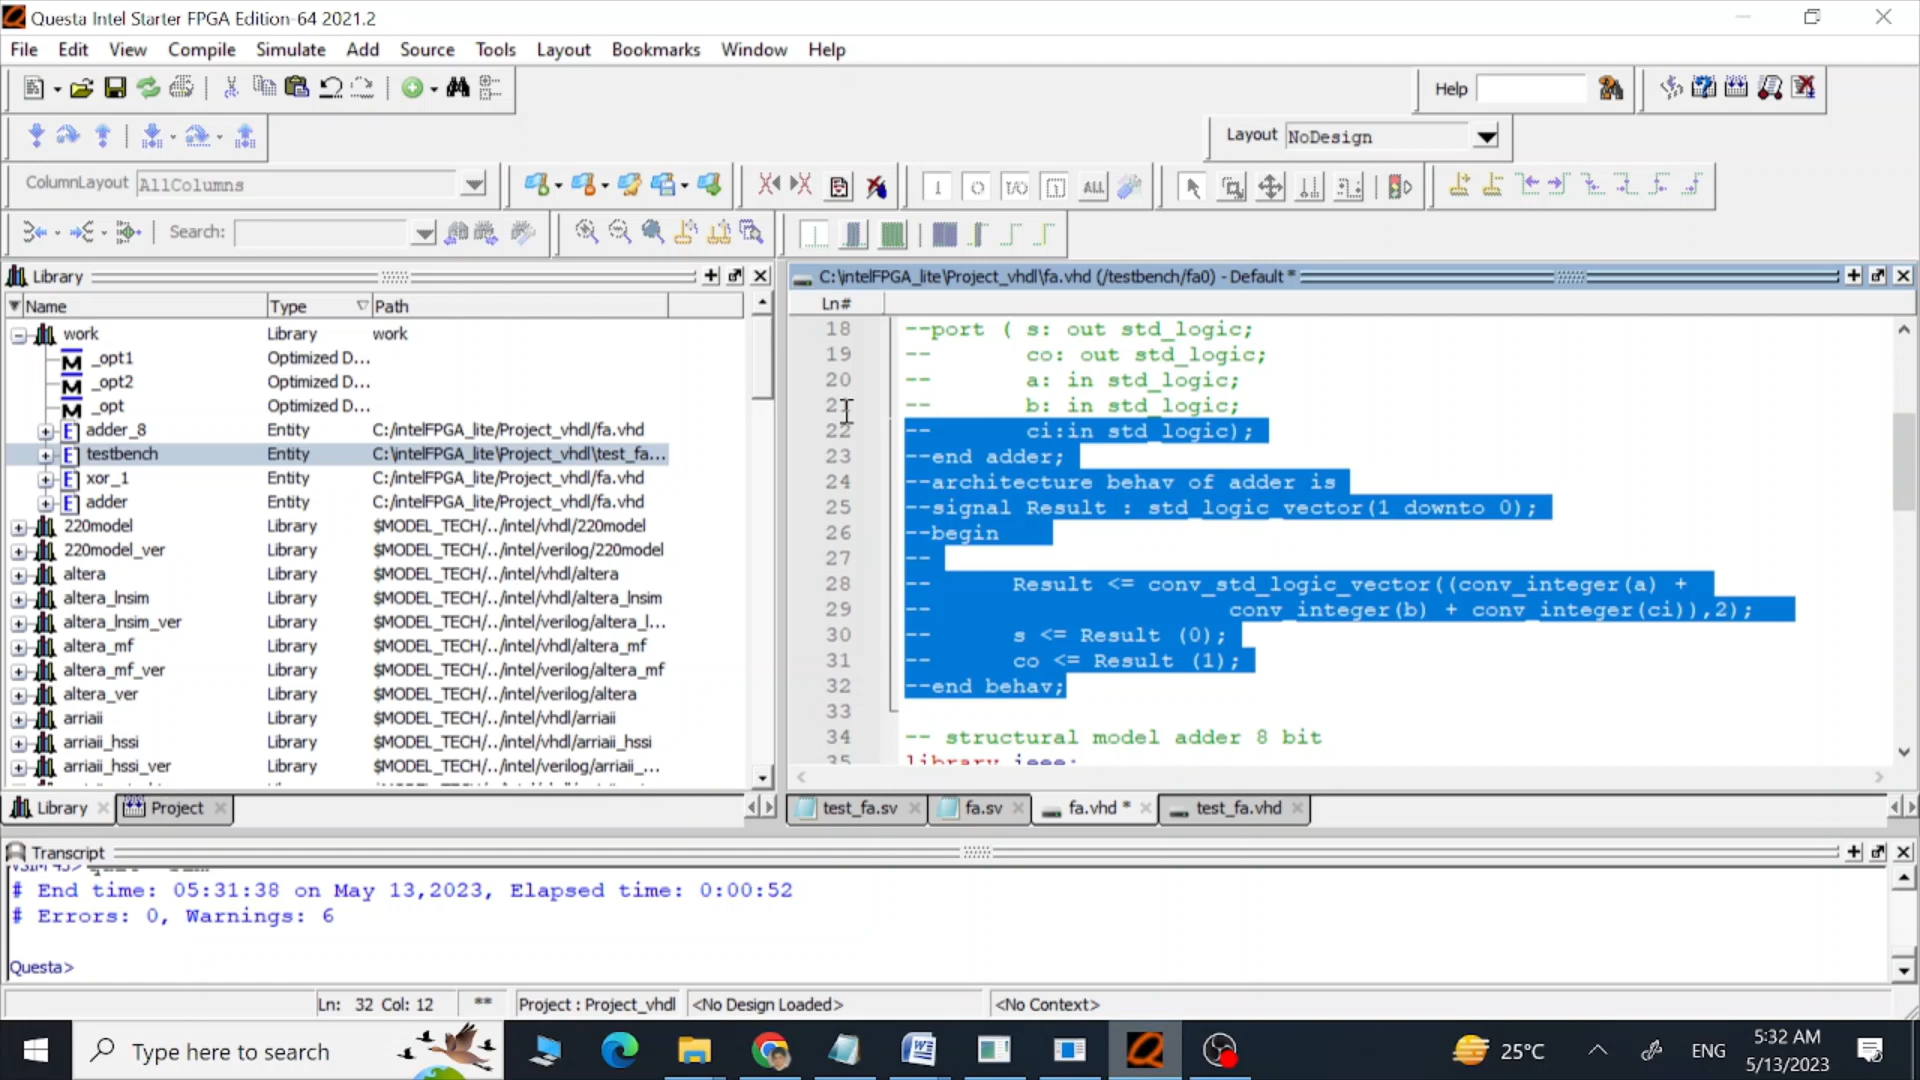 Questa Intel Starter FPGA Edition-64 2021.2
File Edit View Compile Simulate Add Source Tools Layout Bookmarks Window Help
Help
Layout NoDesign
ColumnLayout AllColumns
ALL
Search:
Library
Name Type Path
work Library work
_opt1 Optimized D...
_opt2 Optimized D...
_opt Optimized D...
adder_8 Entity C:/intelFPGA_lite/Project_vhdl/fa.vhd
testbench Entity C:\intelFPGA_lite\Project_vhdl\test_fa...
xor_1 Entity C:/intelFPGA_lite/Project_vhdl/fa.vhd
adder Entity C:/intelFPGA_lite/Project_vhdl/fa.vhd
220model Library $MODEL_TECH/../intel/vhdl/220model
220model_ver Library $MODEL_TECH/../intel/verilog/220model
altera Library $MODEL_TECH/../intel/vhdl/altera
altera_lnsim Library $MODEL_TECH/../intel/vhdl/altera_lnsim
altera_lnsim_ver Library $MODEL_TECH/../intel/verilog/altera_l...
altera_mf Library $MODEL_TECH/../intel/vhdl/altera_mf
altera_mf_ver Library $MODEL_TECH/../intel/verilog/altera_mf
altera_ver Library $MODEL_TECH/../intel/verilog/altera
arriaii Library $MODEL_TECH/../intel/vhdl/arriaii
arriaii_hssi Library $MODEL_TECH/../intel/vhdl/arriaii_hssi
arriaii_hssi_ver Library $MODEL_TECH/../intel/verilog/arriaii_...
Library Project
C:\intelFPGA_lite\Project_vhdl\fa.vhd (/testbench/fa0) - Default *
Ln#
18 --port ( s: out std_logic;
19 -- co: out std_logic;
20 -- a: in std_logic;
21 -- b: in std_logic;
22 -- ci:in std_logic);
23 --end adder;
24 --architecture behav of adder is
25 --signal Result : std_logic_vector(1 downto 0);
26 --begin
27 --
28 -- Result <= conv_std_logic_vector((conv_integer(a) +
29 -- conv_integer(b) + conv_integer(ci)),2);
30 -- s <= Result (0);
31 -- co <= Result (1);
32 --end behav;
33
34 -- structural model adder 8 bit
35 library ieee;
test_fa.sv fa.sv fa.vhd * test_fa.vhd
Transcript
# End time: 05:31:38 on May 13,2023, Elapsed time: 0:00:52
# Errors: 0, Warnings: 6
Questa>
Ln: 32 Col: 12 ** Project : Project_vhdl <No Design Loaded> <No Context>
Type here to search
25°C ENG 5:32 AM
5/13/2023